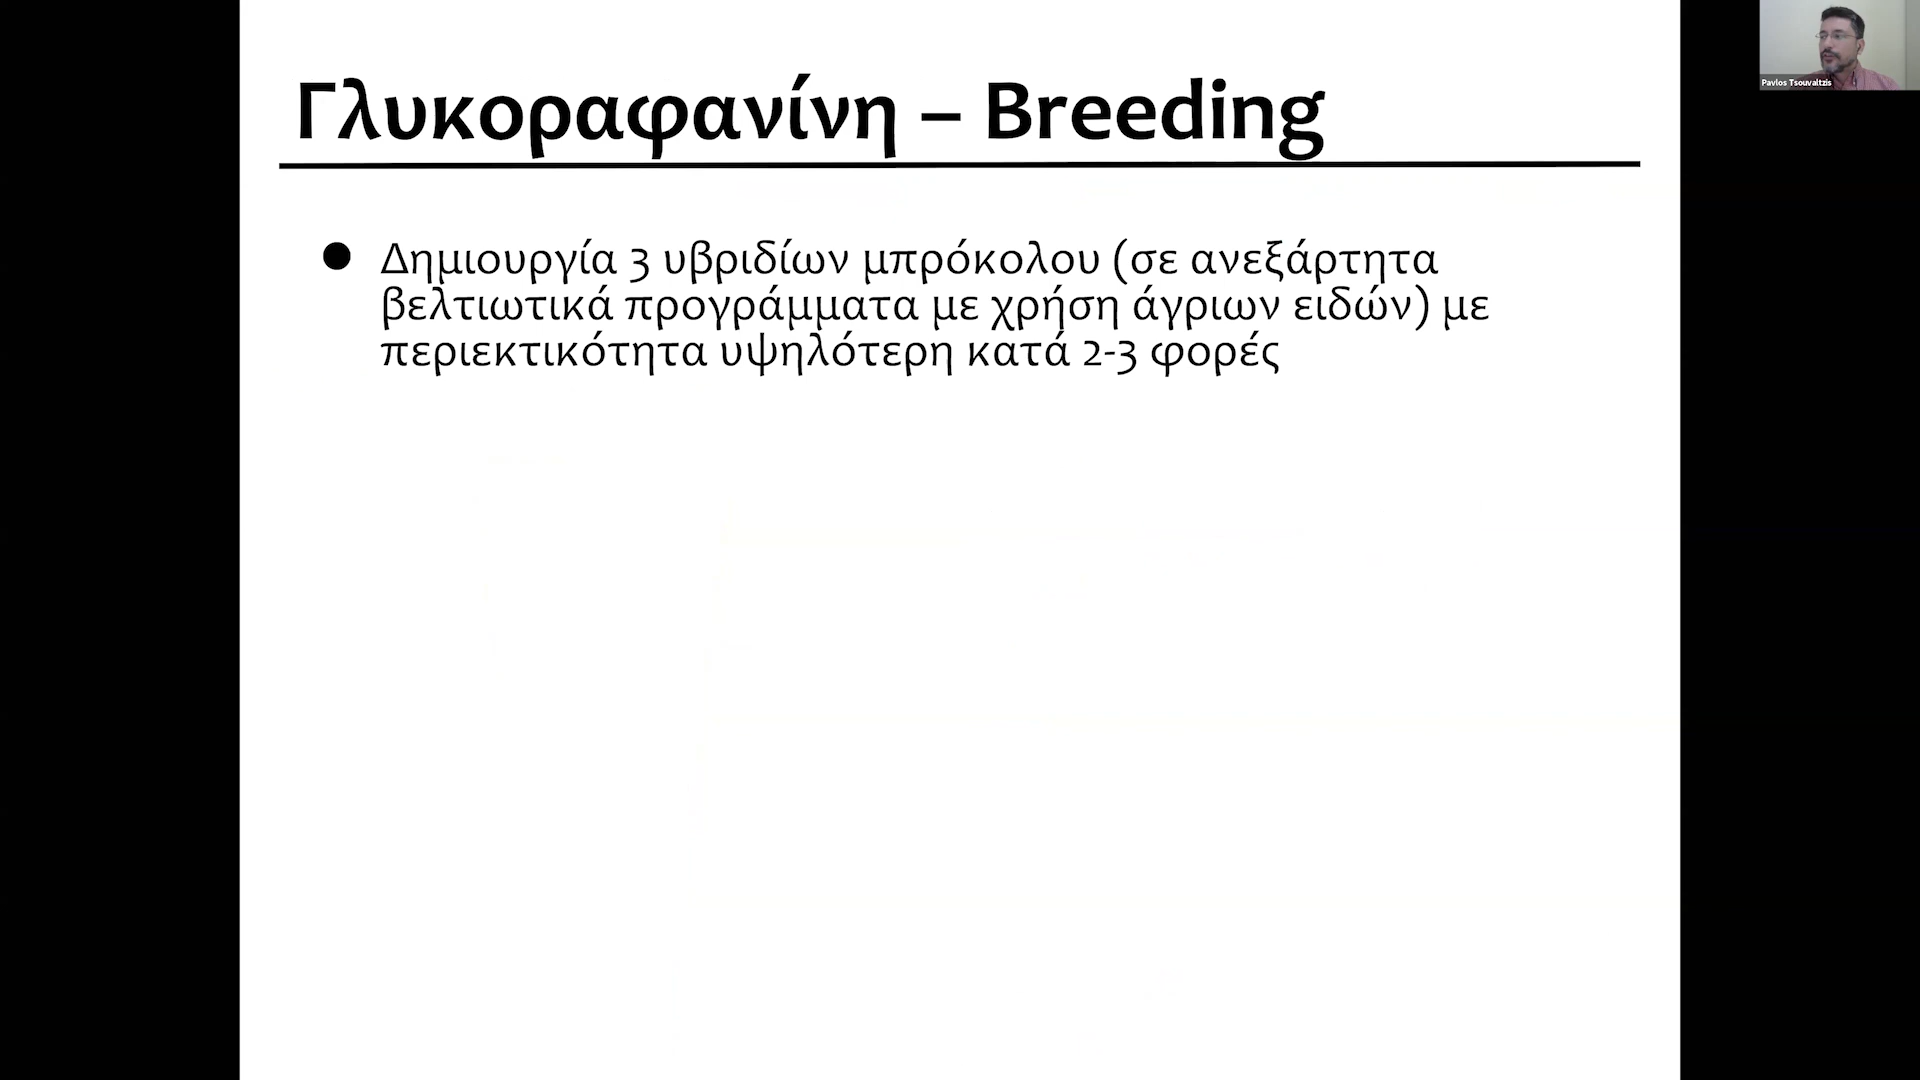 Γλυκοραφανίνη – Breeding
● Δημιουργία 3 υβριδίων μπρόκολου (σε ανεξάρτητα
βελτιωτικά προγράμματα με χρήση άγριων ειδών) με
περιεκτικότητα υψηλότερη κατά 2-3 φορές
Pavlos Tsouvaltzis